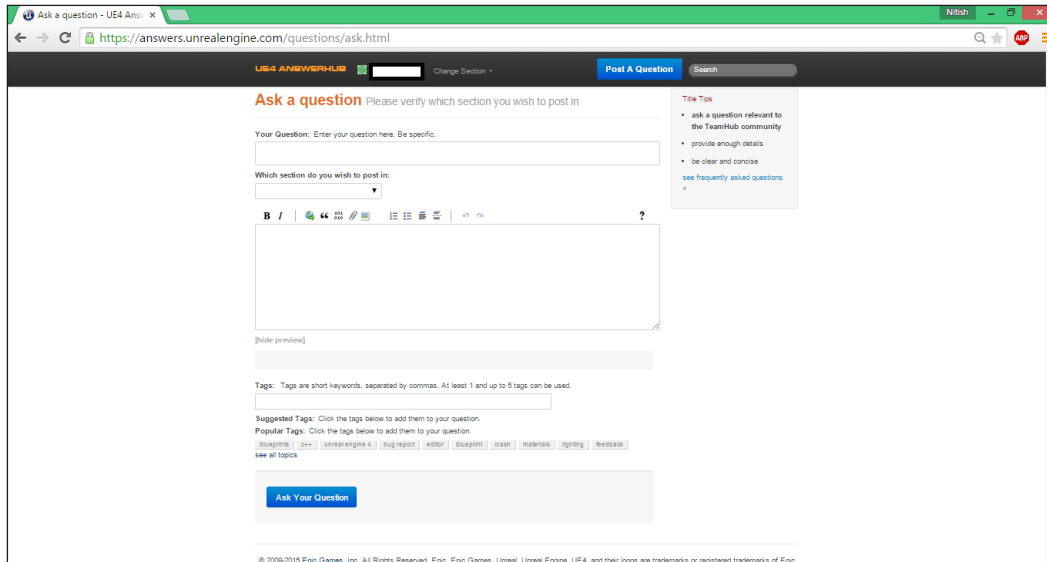 Ask a question - UE4 Answ
Nitish
https://answers.unrealengine.com/questions/ask.html
ABP
UE4 ANSWERHUB
Change Section
Post A Question
Search
Ask a question Please verify which section you wish to post in
Title Tips
• ask a question relevant to
the TeamHub community
• provide enough details
• be clear and concise
see frequently asked questions
»
Your Question: Enter your question here. Be specific.
Which section do you wish to post in:
B I
?
[hide preview]
Tags: Tags are short keywords, separated by commas. At least 1 and up to 5 tags can be used.
Suggested Tags: Click the tags below to add them to your question.
Popular Tags: Click the tags below to add them to your question.
blueprints c++ unreal engine 4 bug report editor blueprint crash materials lighting feedback
see all topics
Ask Your Question
© 2009-2015 Epic Games, Inc. All Rights Reserved. Epic, Epic Games, Unreal, Unreal Engine, UE4, and their logos are trademarks or registered trademarks of Epic